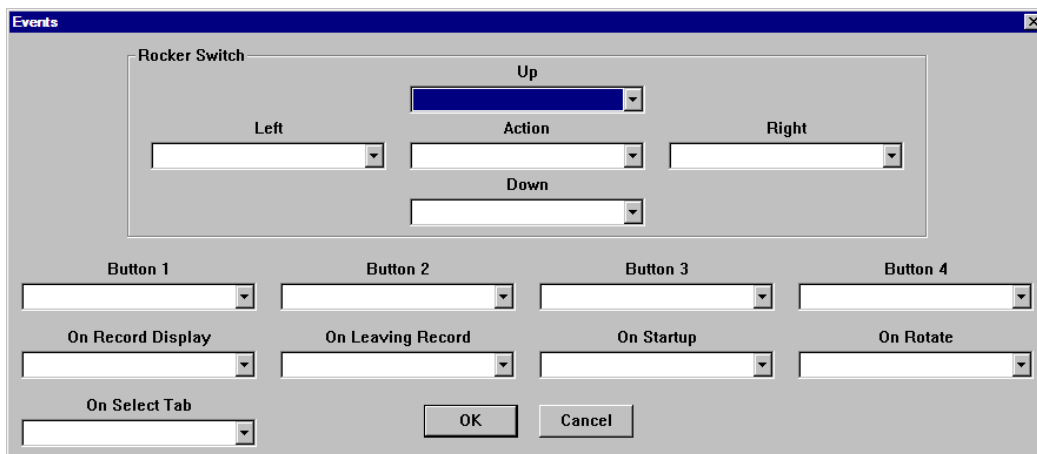 Events
Rocker Switch
Up
Left Action Right
Down
Button 1 Button 2 Button 3 Button 4
On Record Display On Leaving Record On Startup On Rotate
On Select Tab
OK Cancel